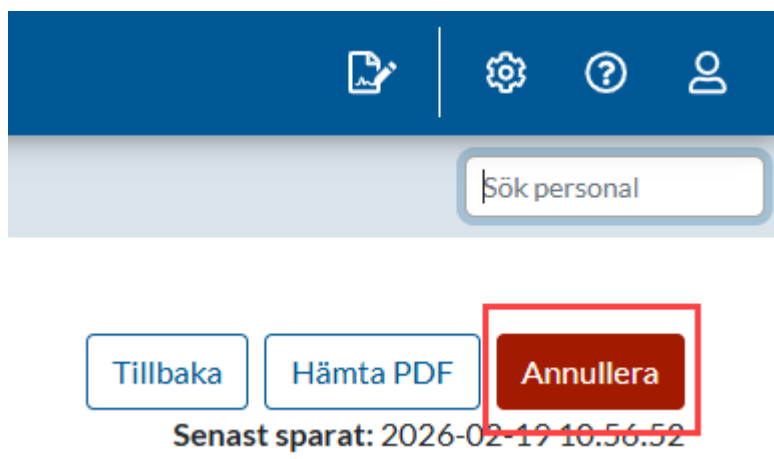 Sök personal
Tillbaka Hämta PDF Annullera
Senast sparat: 2026-02-19 10:56:52